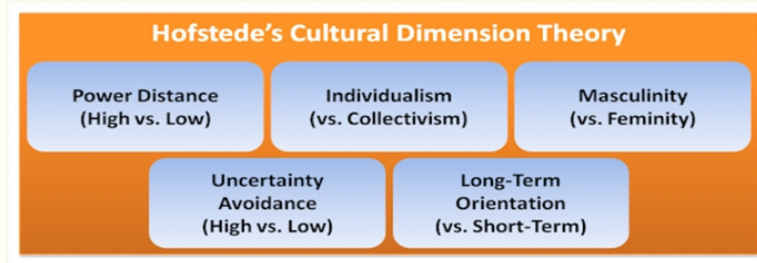 Hofstede's Cultural Dimension Theory
Power Distance
(High vs. Low)
Individualism
(vs. Collectivism)
Masculinity
(vs. Feminity)
Uncertainty
Avoidance
(High vs. Low)
Long-Term
Orientation
(vs. Short-Term)